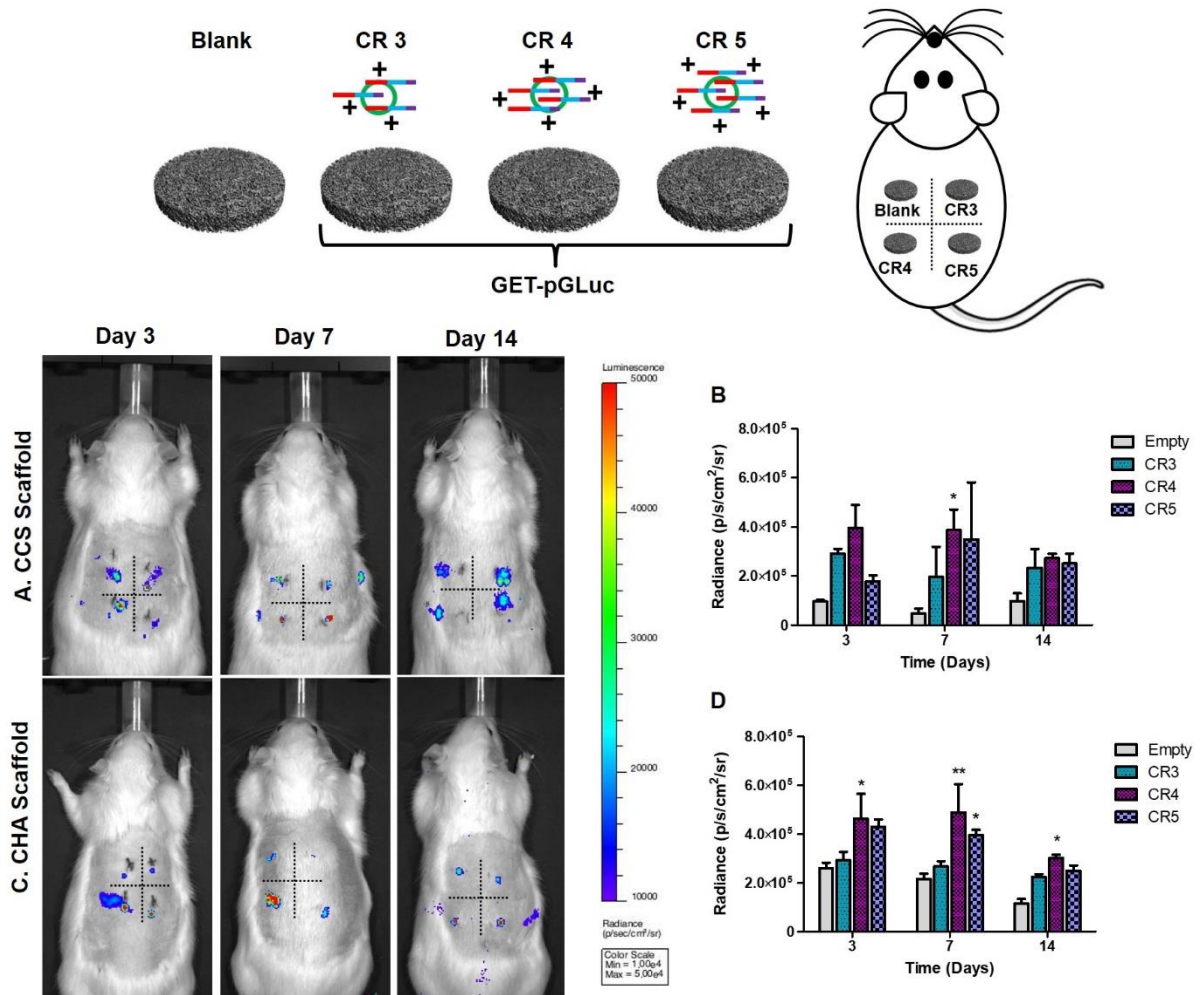 Blank
CR 3
CR 4
CR 5
+ + + +
+ + + +
+ + + + +
GET-pGLuc
Blank
CR3
CR4
CR5
Day 3
Day 7
Day 14
A. CCS Scaffold
C. CHA Scaffold
Luminescence
50000
40000
30000
20000
10000
Radiance
(p/sec/cm²/sr)
Color Scale
Min = 1,00e4
Max = 5,00e4
B
8.0×10⁵
6.0×10⁵
4.0×10⁵
2.0×10⁵
0
Radiance (p/s/cm²/sr)
*
3
7
14
Time (Days)
Empty
CR3
CR4
CR5
D
8.0×10⁵
6.0×10⁵
4.0×10⁵
2.0×10⁵
0
Radiance (p/s/cm²/sr)
*
**
*
*
3
7
14
Time (Days)
Empty
CR3
CR4
CR5